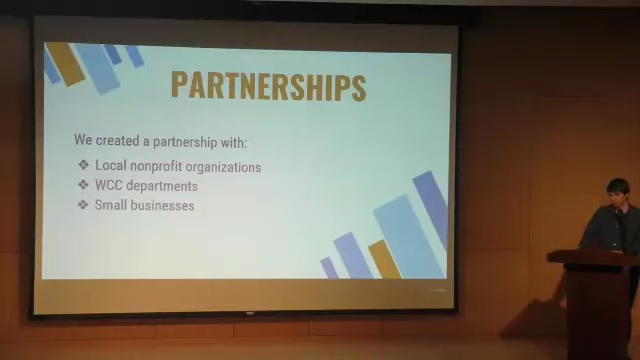 PARTNERSHIPS
We created a partnership with:
❖ Local nonprofit organizations
❖ WCC departments
❖ Small businesses